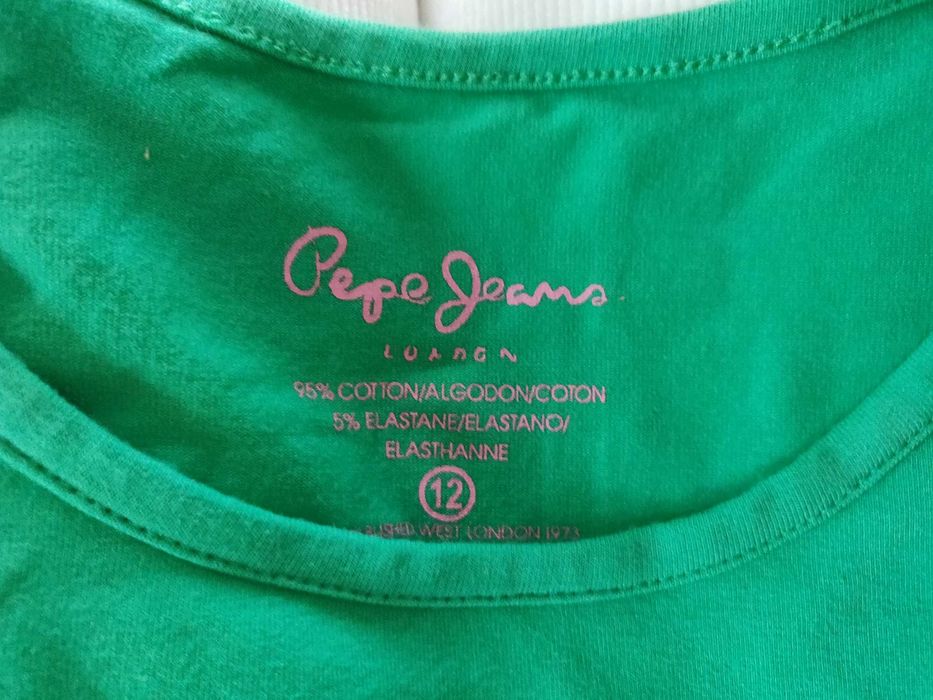 Pepe Jeans
LONDON
95% COTTON/ALGODON/COTON
5% ELASTANE/ELASTANO/
ELASTHANNE
12
WEST LONDON 1973